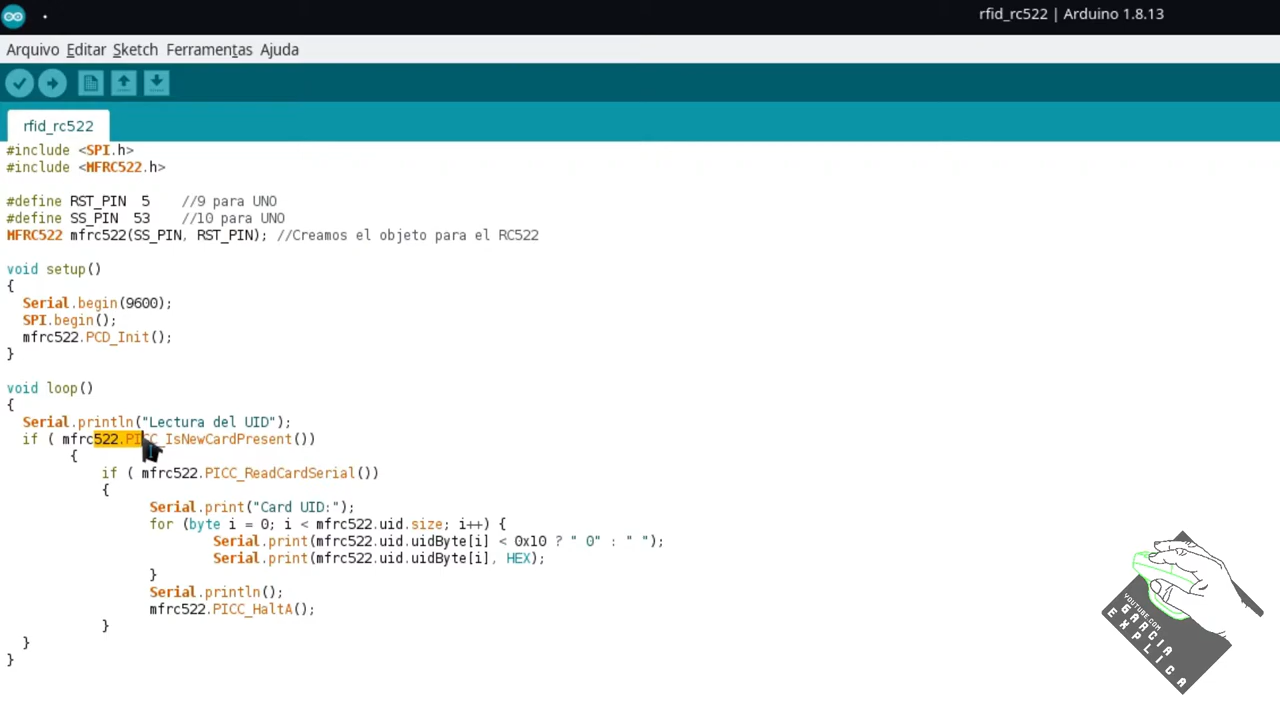 rfid_rc522 | Arduino 1.8.13
Arquivo Editar Sketch Ferramentas Ajuda
rfid_rc522
#include <SPI.h>
#include <MFRC522.h>
#define RST_PIN  5    //9 para UNO
#define SS_PIN  53    //10 para UNO
MFRC522 mfrc522(SS_PIN, RST_PIN); //Creamos el objeto para el RC522
void setup()
{
  Serial.begin(9600);
  SPI.begin();
  mfrc522.PCD_Init();
}
void loop()
{
  Serial.println("Lectura del UID");
  if ( mfrc522.PICC_IsNewCardPresent())
        {
            if ( mfrc522.PICC_ReadCardSerial())
            {
                  Serial.print("Card UID:");
                  for (byte i = 0; i < mfrc522.uid.size; i++) {
                          Serial.print(mfrc522.uid.uidByte[i] < 0x10 ? " 0" : " ");
                          Serial.print(mfrc522.uid.uidByte[i], HEX);
                  }
                  Serial.println();
                  mfrc522.PICC_HaltA();
            }
  }
}
YOUTUBE.COM
GARCIA
EXPLICA